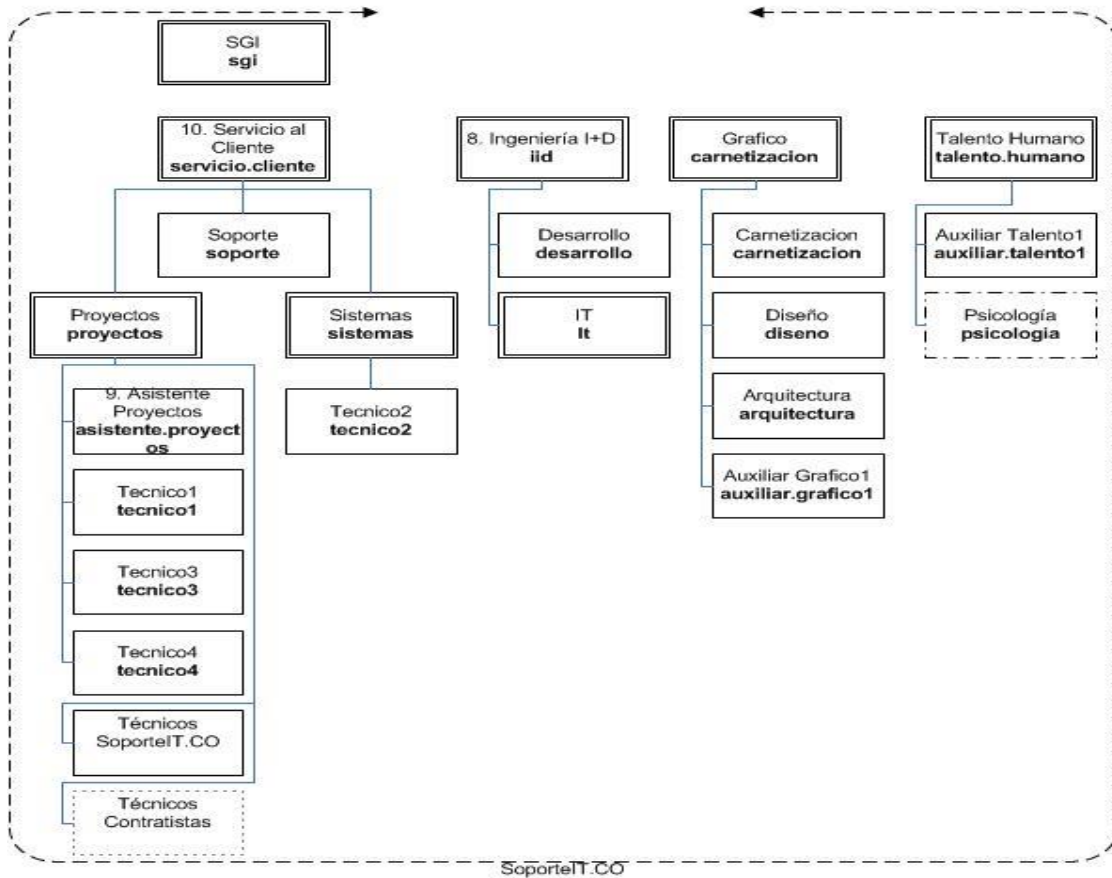 SGI
sgi
10. Servicio al
Cliente
servicio.cliente
8. Ingeniería I+D
iid
Grafico
carnetizacion
Talento Humano
talento.humano
Soporte
soporte
Desarrollo
desarrollo
Carnetizacion
carnetizacion
Auxiliar Talento1
auxiliar.talento1
Proyectos
proyectos
Sistemas
sistemas
IT
It
Diseño
diseno
Psicología
psicologia
9. Asistente
Proyectos
asistente.proyect
os
Tecnico2
tecnico2
Arquitectura
arquitectura
Tecnico1
tecnico1
Auxiliar Grafico1
auxiliar.grafico1
Tecnico3
tecnico3
Tecnico4
tecnico4
Técnicos
SoporteIT.CO
Técnicos
Contratistas
SoporteIT.CO